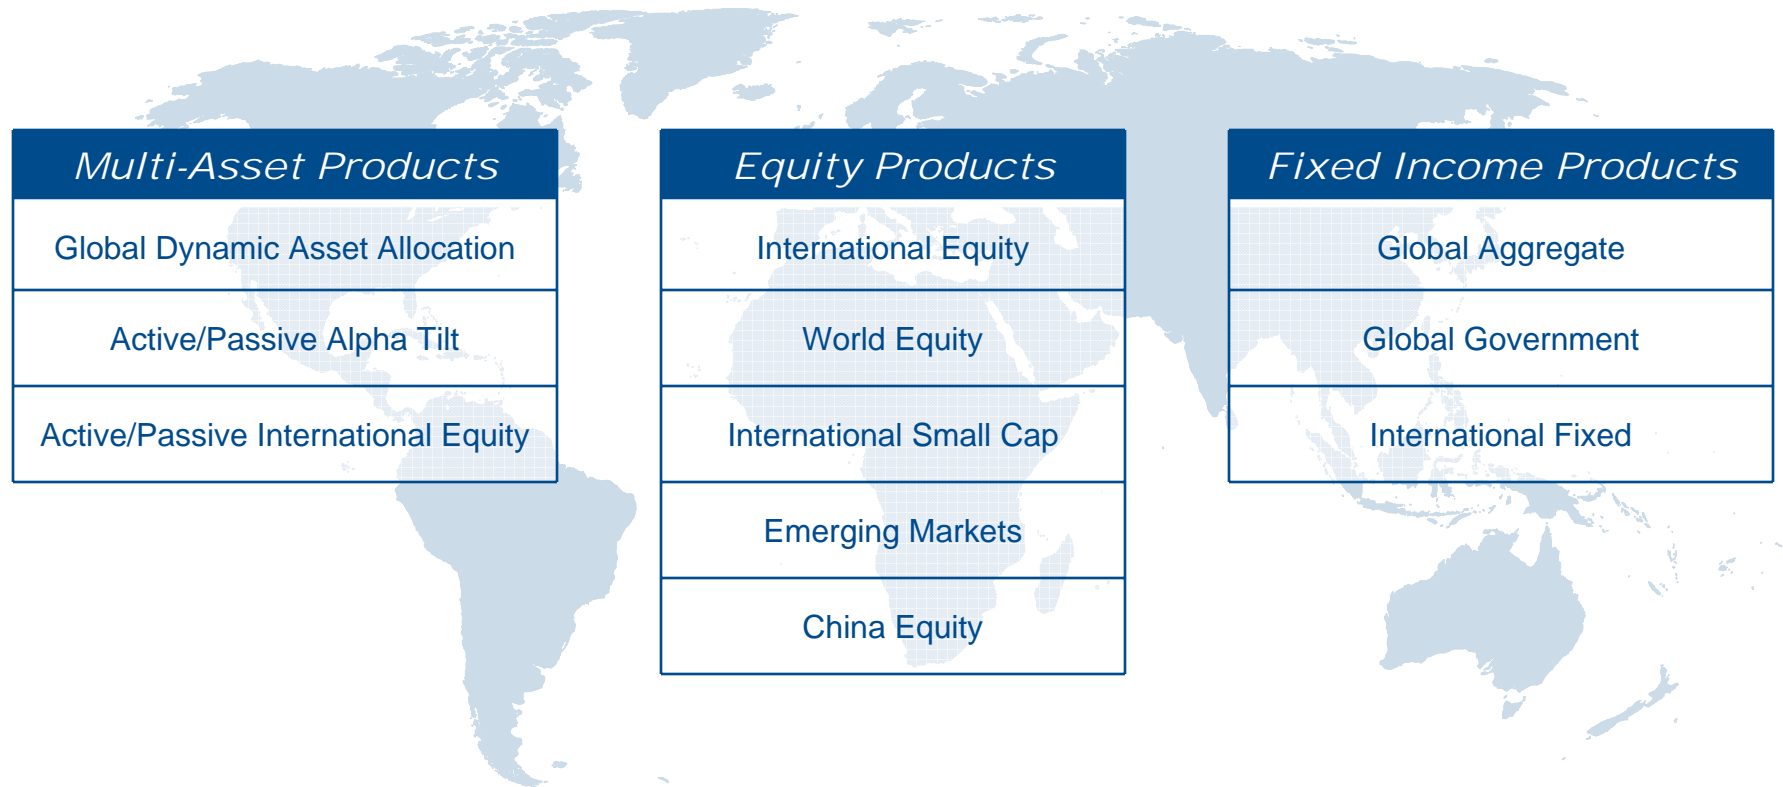 Multi-Asset Products
Global Dynamic Asset Allocation
Active/Passive Alpha Tilt
Active/Passive International Equity
Equity Products
International Equity
World Equity
International Small Cap
Emerging Markets
China Equity
Fixed Income Products
Global Aggregate
Global Government
International Fixed